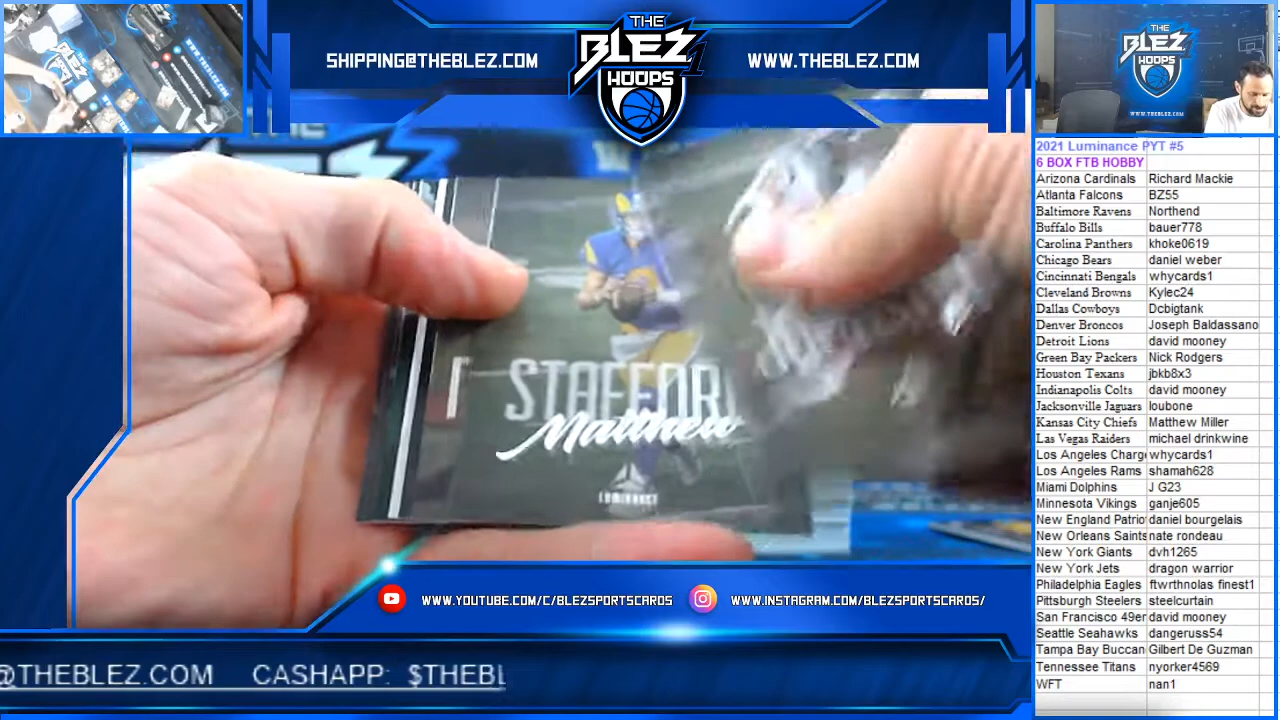 SHIPPING@THEBLEZ.COM
THE
BLEZ
HOOPS
WWW.THEBLEZ.COM
THE
BLEZ
HOOPS
WWW.THEBLEZ.COM
STAFFOR
Matthew
LUMINANCE
WWW.YOUTUBE.COM/C/BLEZSPORTSCARDS
WWW.INSTAGRAM.COM/BLEZSPORTSCARDS/
@THEBLEZ.COM CASHAPP: $THEBL
2021 Luminance PYT #5
6 BOX FTB HOBBY
Arizona Cardinals Richard Mackie
Atlanta Falcons BZ55
Baltimore Ravens Northend
Buffalo Bills bauer778
Carolina Panthers khoke0619
Chicago Bears daniel weber
Cincinnati Bengals whycards1
Cleveland Browns Kylec24
Dallas Cowboys Dcbigtank
Denver Broncos Joseph Baldassano
Detroit Lions david mooney
Green Bay Packers Nick Rodgers
Houston Texans jbkb8x3
Indianapolis Colts david mooney
Jacksonville Jaguars loubone
Kansas City Chiefs Matthew Miller
Las Vegas Raiders michael drinkwine
Los Angeles Charge whycards1
Los Angeles Rams shamah628
Miami Dolphins J G23
Minnesota Vikings ganje605
New England Patrio daniel bourgelais
New Orleans Saints nate rondeau
New York Giants dvh1265
New York Jets dragon warrior
Philadelphia Eagles ftwrthnolas finest1
Pittsburgh Steelers steelcurtain
San Francisco 49er david mooney
Seattle Seahawks dangeruss54
Tampa Bay Buccan Gilbert De Guzman
Tennessee Titans nyorker4569
WFT nan1